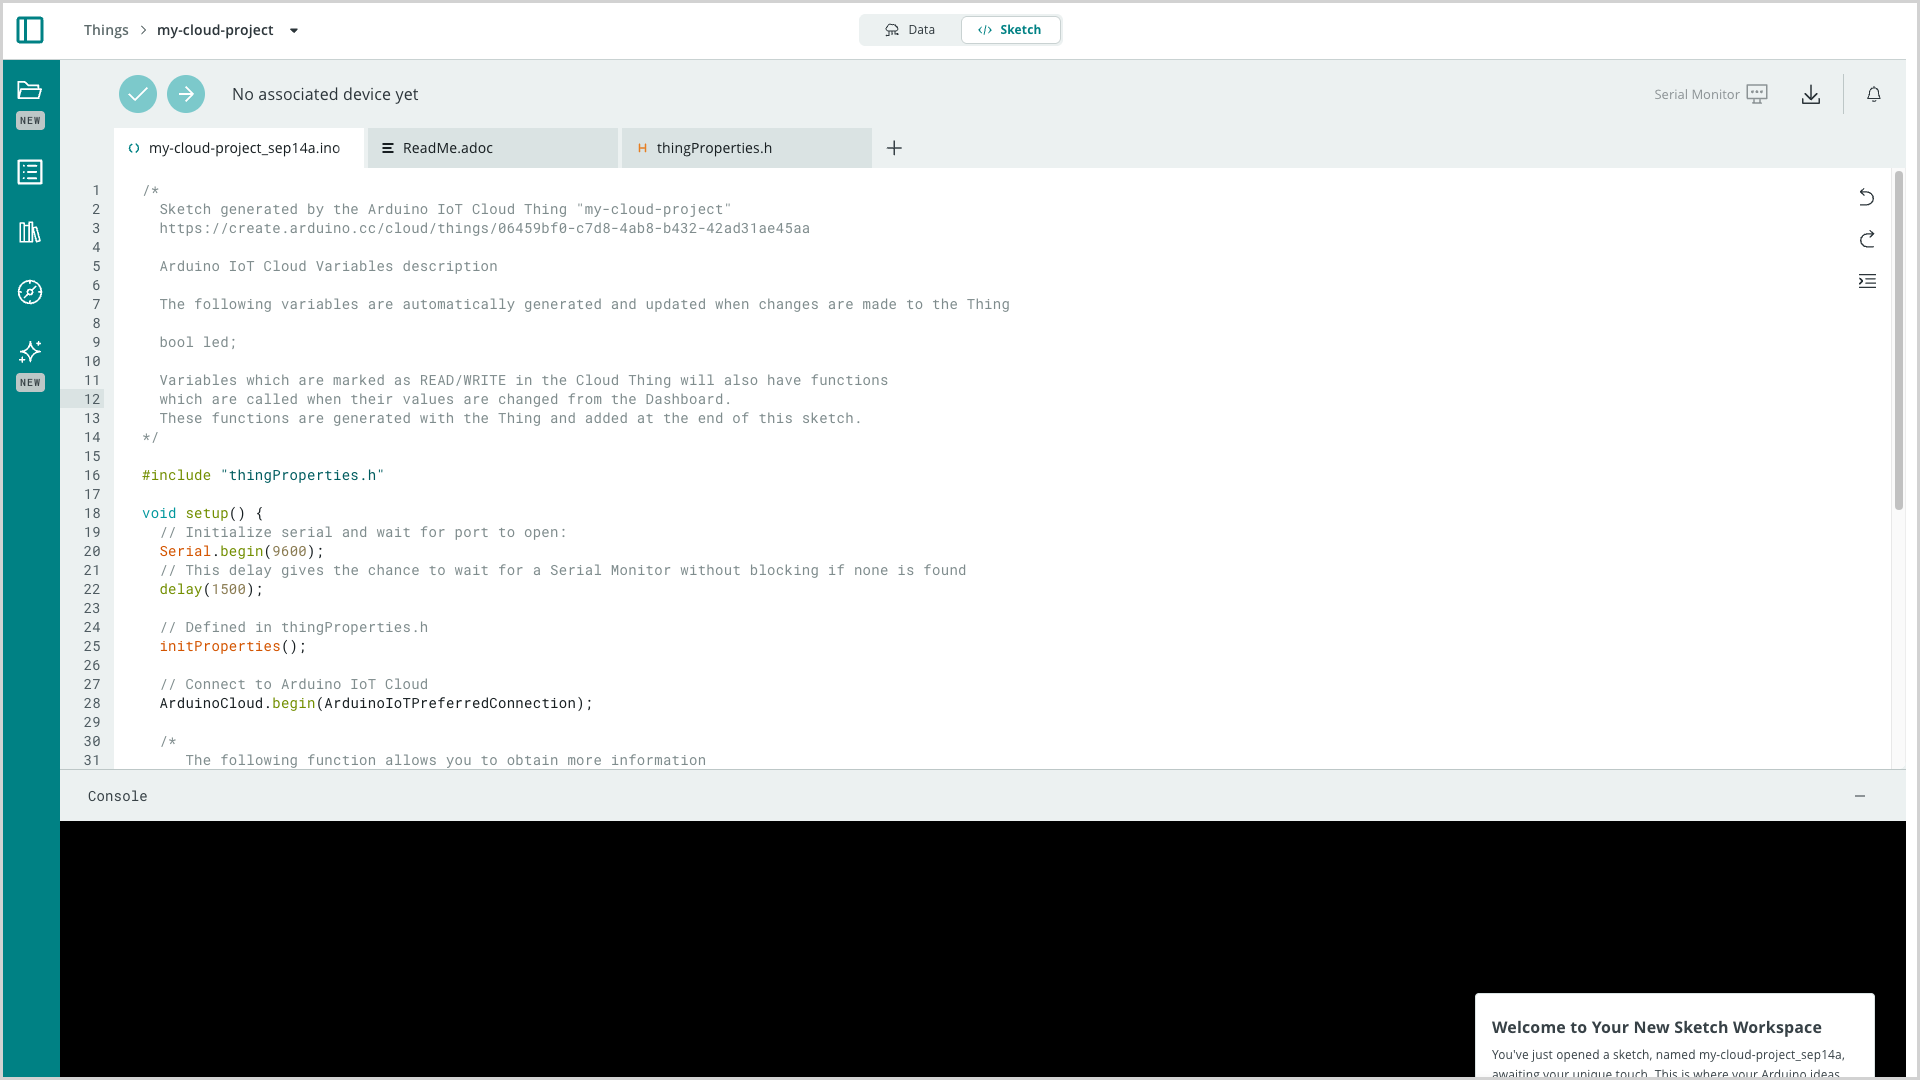 Things > my-cloud-project
Data
</> Sketch
NEW
NEW
No associated device yet
Serial Monitor
my-cloud-project_sep14a.ino
ReadMe.adoc
H thingProperties.h
1 /*
2 Sketch generated by the Arduino IoT Cloud Thing "my-cloud-project"
3 https://create.arduino.cc/cloud/things/06459bf0-c7d8-4ab8-b432-42ad31ae45aa
4
5 Arduino IoT Cloud Variables description
6
7 The following variables are automatically generated and updated when changes are made to the Thing
8
9 bool led;
10
11 Variables which are marked as READ/WRITE in the Cloud Thing will also have functions
12 which are called when their values are changed from the Dashboard.
13 These functions are generated with the Thing and added at the end of this sketch.
14 */
15
16 #include "thingProperties.h"
17
18 void setup() {
19 // Initialize serial and wait for port to open:
20 Serial.begin(9600);
21 // This delay gives the chance to wait for a Serial Monitor without blocking if none is found
22 delay(1500);
23
24 // Defined in thingProperties.h
25 initProperties();
26
27 // Connect to Arduino IoT Cloud
28 ArduinoCloud.begin(ArduinoIoTPreferredConnection);
29
30 /*
31 The following function allows you to obtain more information
Console
Welcome to Your New Sketch Workspace
You've just opened a sketch, named my-cloud-project_sep14a,
awaiting your unique touch. This is where your Arduino ideas